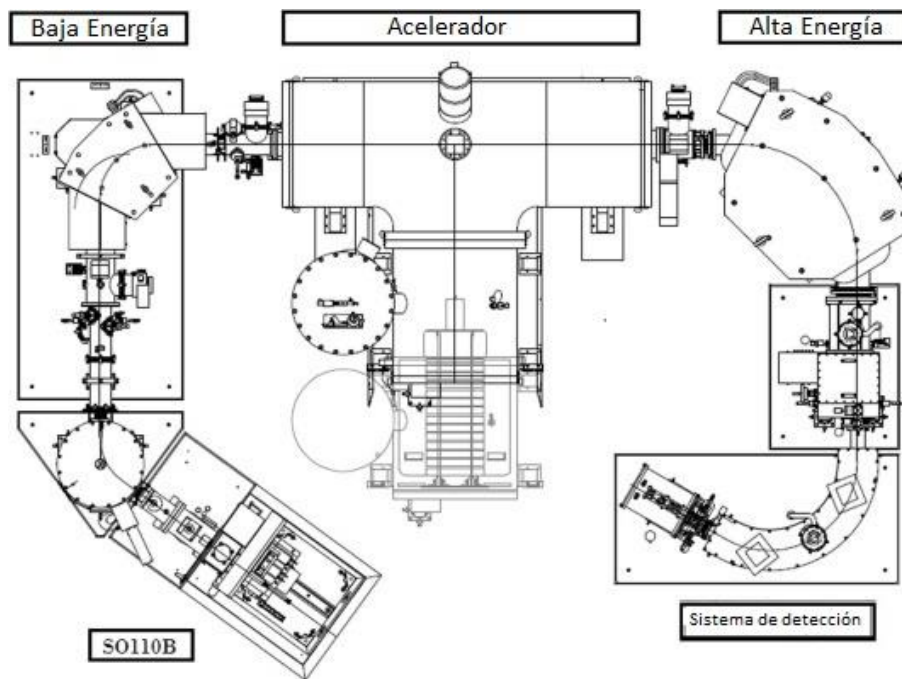 Baja Energía
Acelerador
Alta Energía
SO110B
Sistema de detección